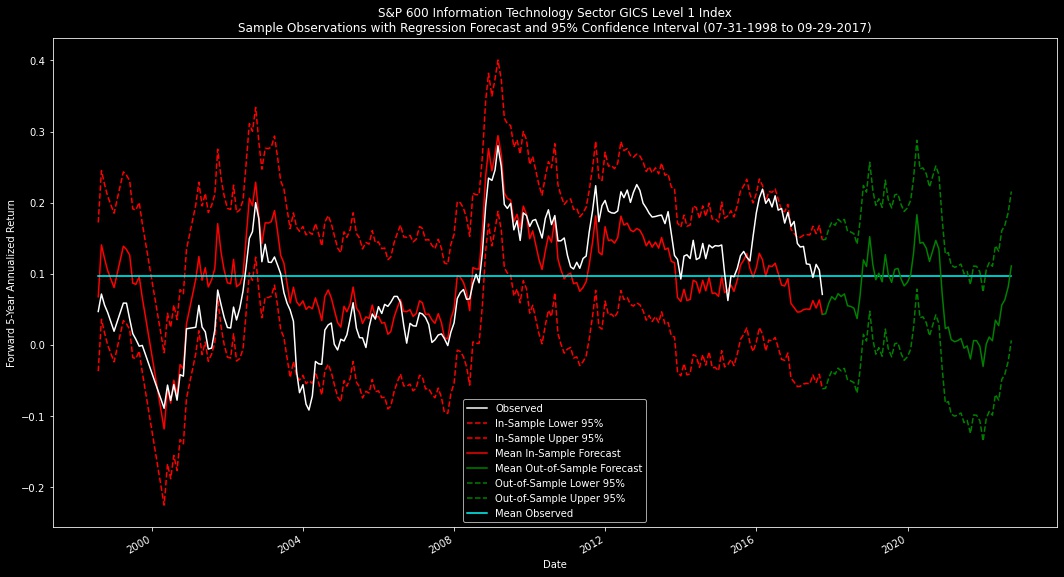 S&P 600 Information Technology Sector GICS Level 1 Index
Sample Observations with Regression Forecast and 95% Confidence Interval (07-31-1998 to 09-29-2017)
Forward 5-Year Annualized Return
0.4
0.3
0.2
0.1
0.0
−0.1
−0.2
Observed
In-Sample Lower 95%
In-Sample Upper 95%
Mean In-Sample Forecast
Mean Out-of-Sample Forecast
Out-of-Sample Lower 95%
Out-of-Sample Upper 95%
Mean Observed
2000
2004
2008
2012
2016
2020
Date